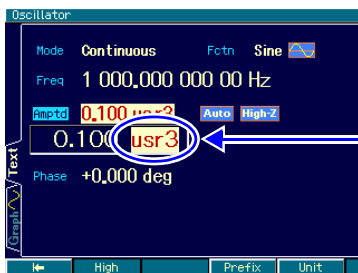 Oscillator
Mode Continuous Fctn Sine
Freq 1 000.000 000 00 Hz
Amptd 0.100 usr3 Auto High-Z
0.100 usr3
Phase +0.000 deg
Text
Graph
High Prefix Unit